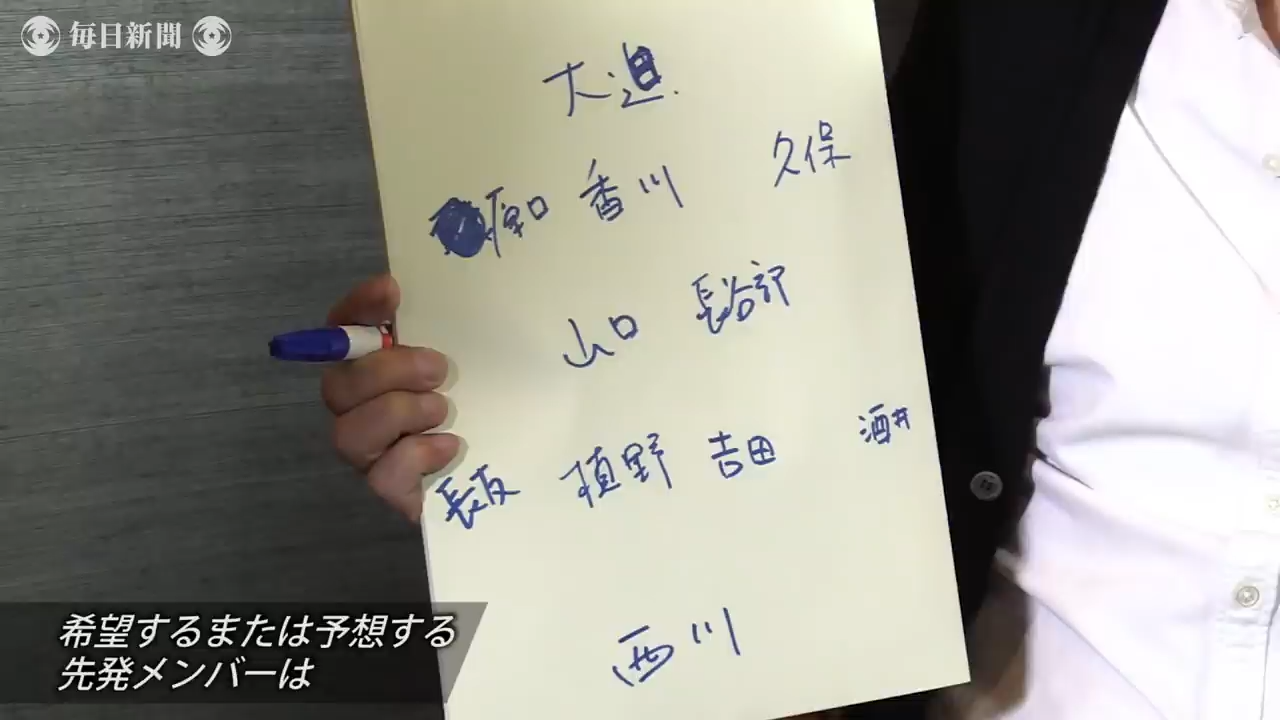 毎日新聞
大迫
原口 香川 久保
山口 長谷部
長友 槙野 吉田 酒井
西川
希望するまたは予想する
先発メンバーは